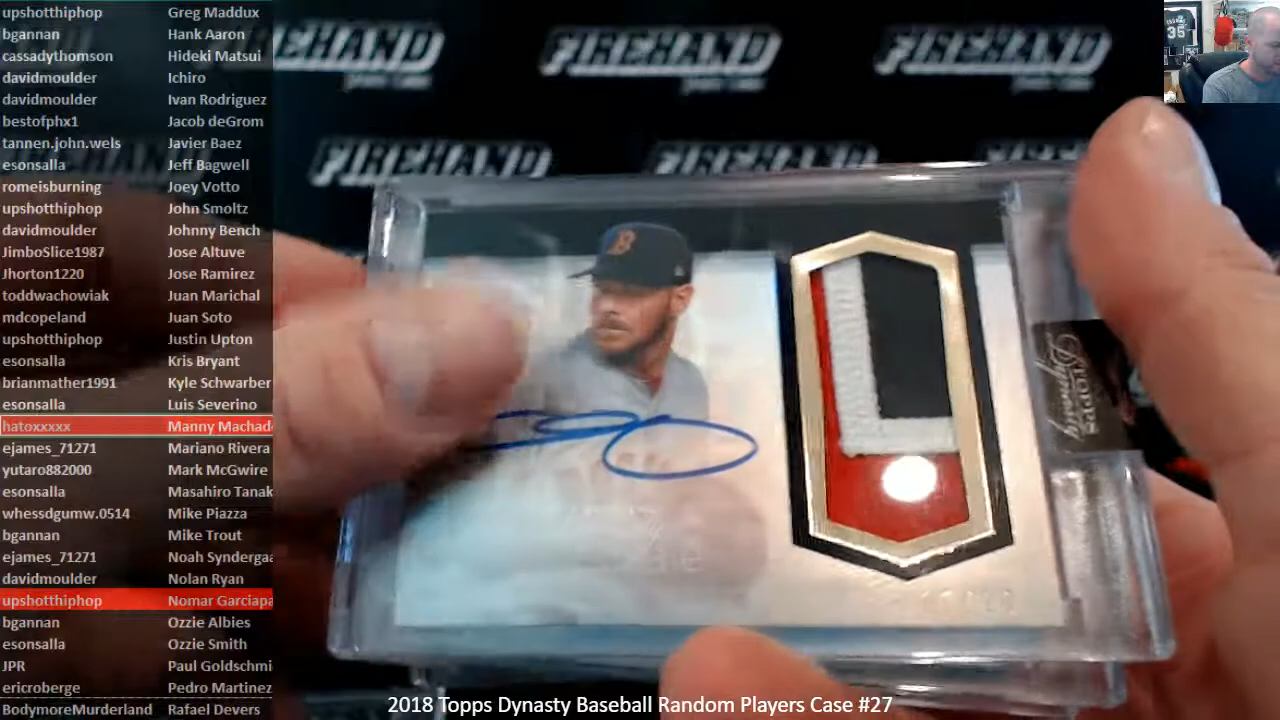 upshotthiphop Greg Maddux
bgannan Hank Aaron
cassadythomson Hideki Matsui
davidmoulder Ichiro
davidmoulder Ivan Rodriguez
bestofphx1 Jacob deGrom
tannen.john.wels Javier Baez
esonsalla Jeff Bagwell
romeisburning Joey Votto
upshotthiphop John Smoltz
davidmoulder Johnny Bench
JimboSlice1987 Jose Altuve
Jhorton1220 Jose Ramirez
toddwachowiak Juan Marichal
mdcopeland Juan Soto
upshotthiphop Justin Upton
esonsalla Kris Bryant
brianmather1991 Kyle Schwarber
esonsalla Luis Severino
hatoxxxxx Manny Machad
ejames_71271 Mariano Rivera
yutaro882000 Mark McGwire
esonsalla Masahiro Tanak
whessdgumw.0514 Mike Piazza
bgannan Mike Trout
ejames_71271 Noah Syndergaa
davidmoulder Nolan Ryan
upshotthiphop Nomar Garciapa
bgannan Ozzie Albies
esonsalla Ozzie Smith
JPR Paul Goldschmi
ericroberge Pedro Martinez
BodymoreMurderland Rafael Devers
FIREHAND
FIREHAND
FIREHAND
FIREHAND
FIREHAND
35
B
TOPPS
Dynasty
2018 Topps Dynasty Baseball Random Players Case #27